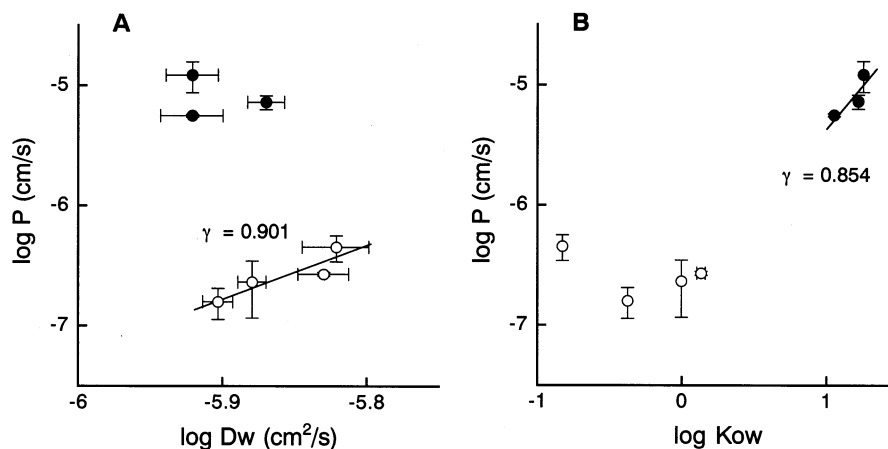 A
-5
-6
-7
log P (cm/s)
γ = 0.901
-6
-5.9
-5.8
log Dw (cm²/s)
B
-5
-6
-7
log P (cm/s)
γ = 0.854
-1
0
1
log Kow